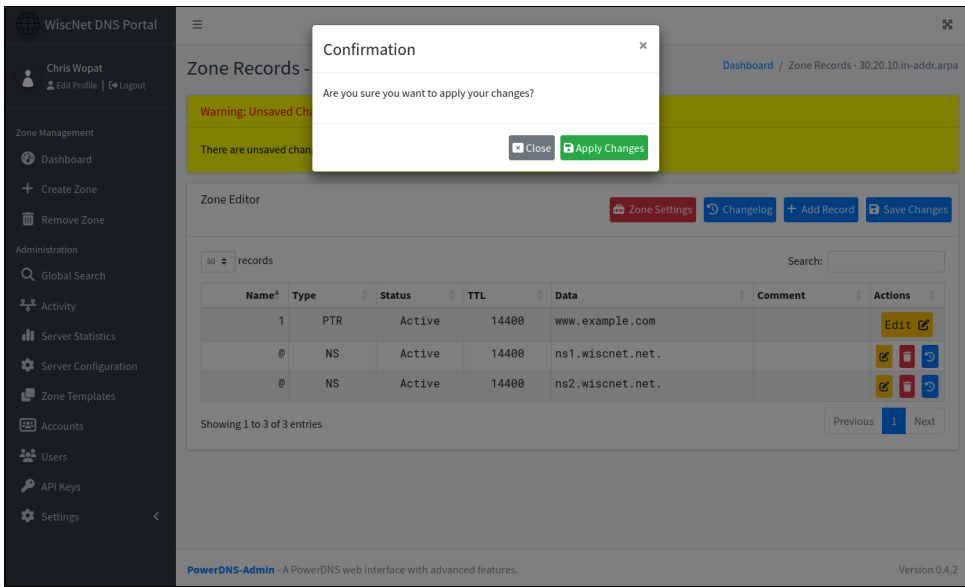 WiscNet DNS Portal
Chris Wopat
Edit Profile | Logout
Zone Management
Dashboard
Create Zone
Remove Zone
Administration
Global Search
Activity
Server Statistics
Server Configuration
Zone Templates
Accounts
Users
API Keys
Settings
Confirmation ×
Are you sure you want to apply your changes?
Close Apply Changes
Zone Records -
Dashboard / Zone Records - 30.20.10.in-addr.arpa
Warning: Unsaved
There are unsaved
Zone Editor
Zone Settings Changelog Add Record Save Changes
50 records Search:
Name Type Status TTL Data Comment Actions
1 PTR Active 14400 www.example.com Edit
@ NS Active 14400 ns1.wiscnet.net.
@ NS Active 14400 ns2.wiscnet.net.
Showing 1 to 3 of 3 entries
Previous 1 Next
PowerDNS-Admin - A PowerDNS web interface with advanced features. Version 0.4.2